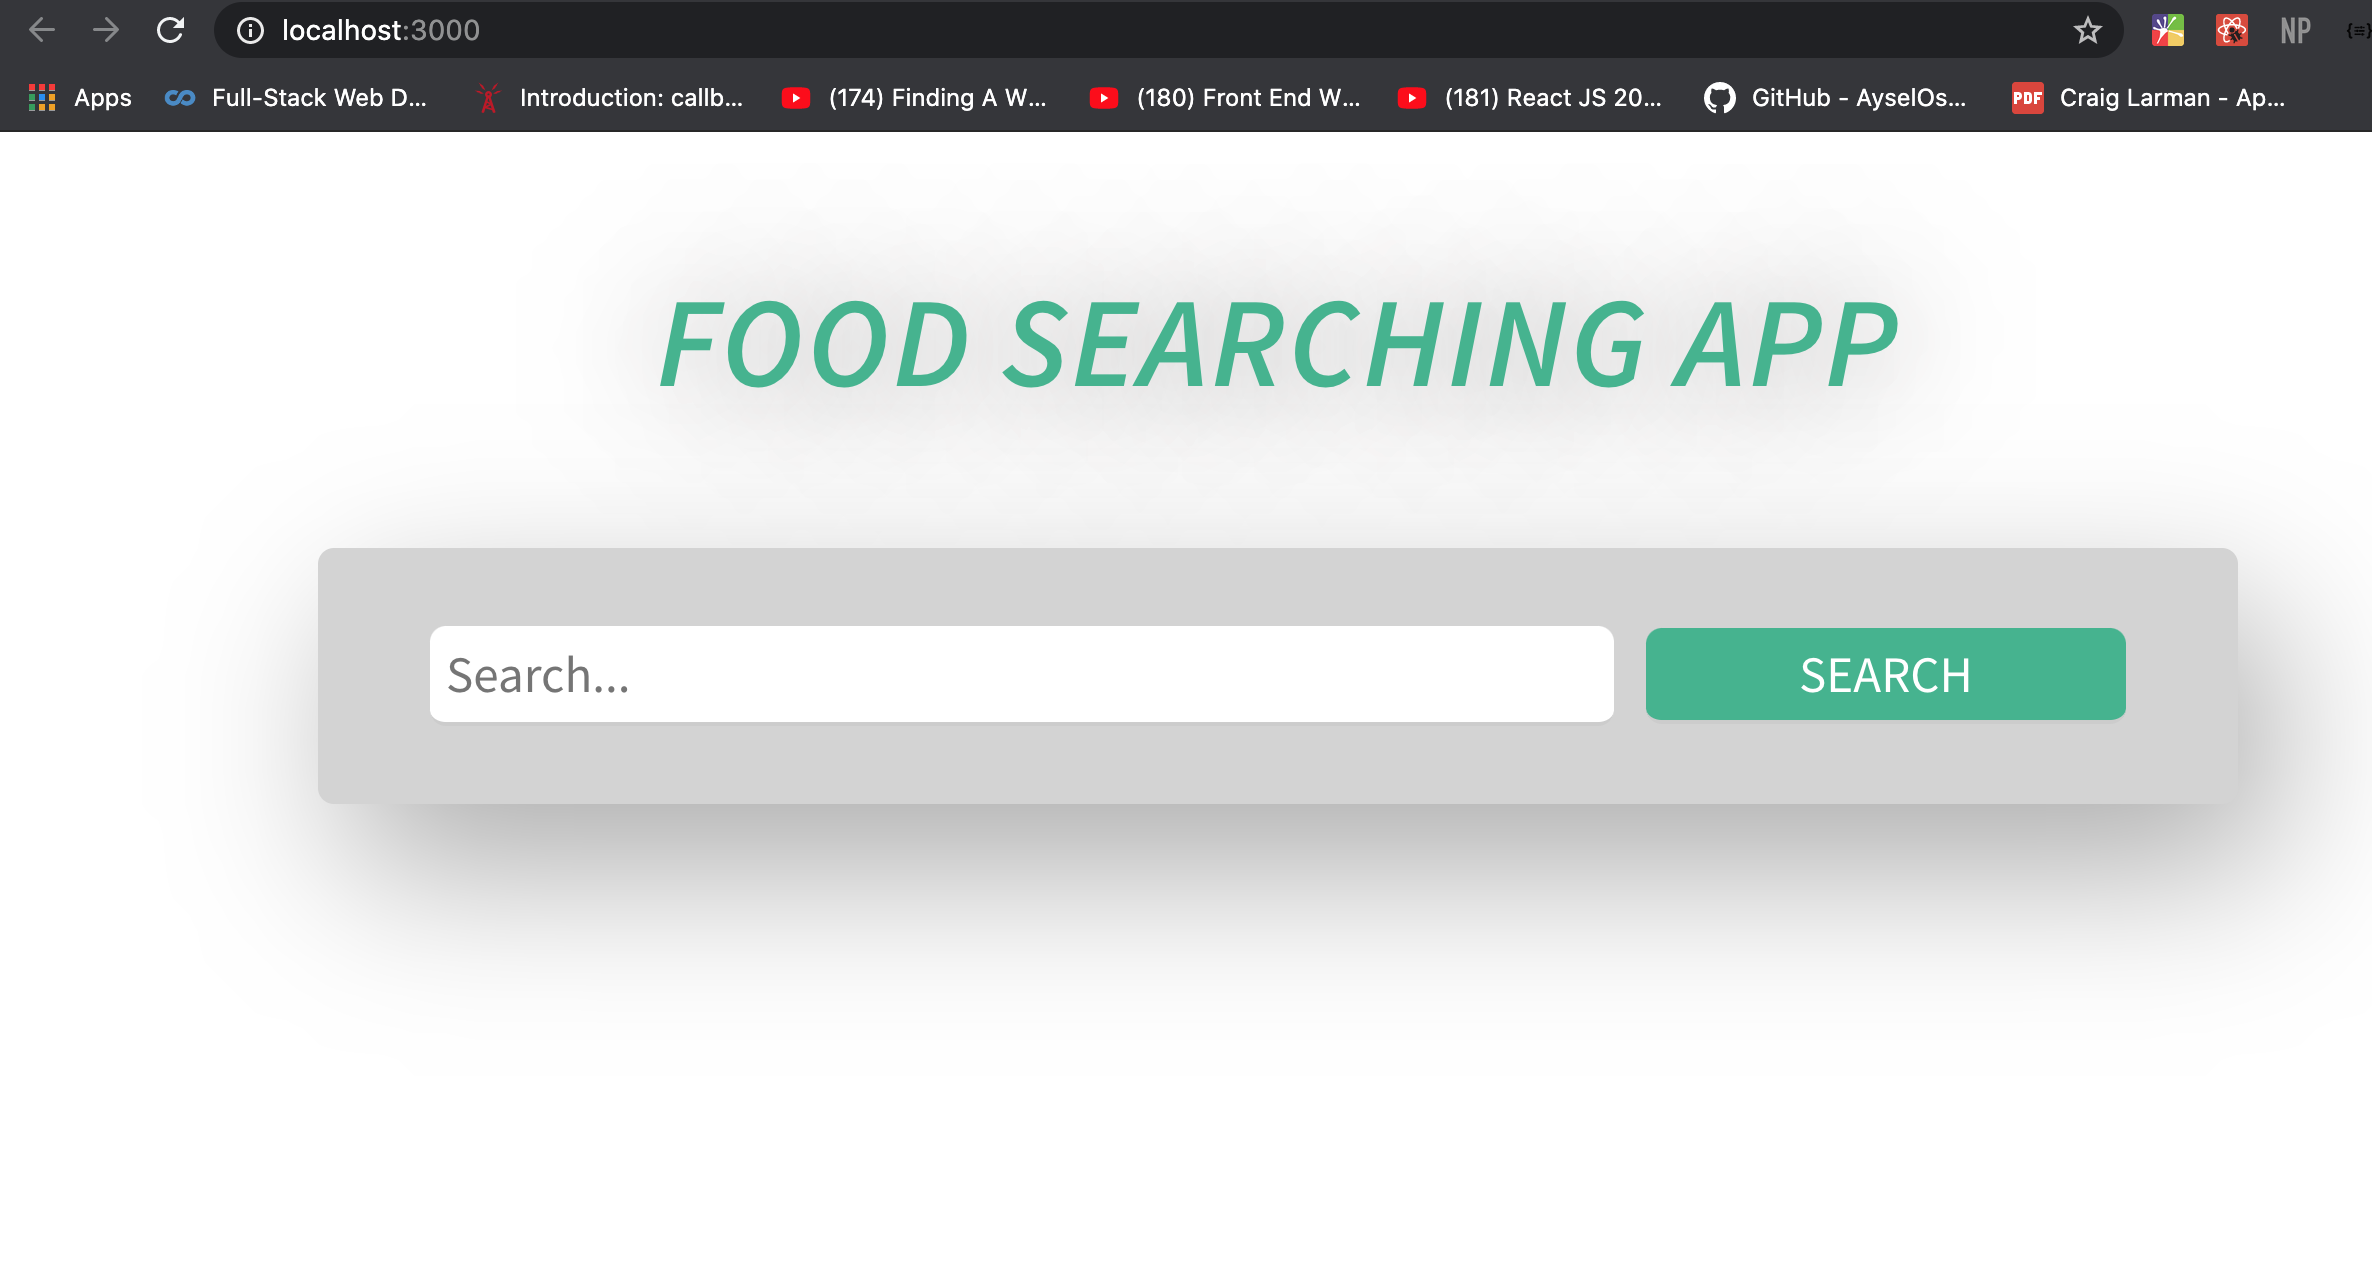 localhost:3000
NP
Apps
Full-Stack Web D...
Introduction: callb...
(174) Finding A W...
(180) Front End W...
(181) React JS 20...
GitHub - AyselOs...
PDF
Craig Larman - Ap...
FOOD SEARCHING APP
Search...
SEARCH